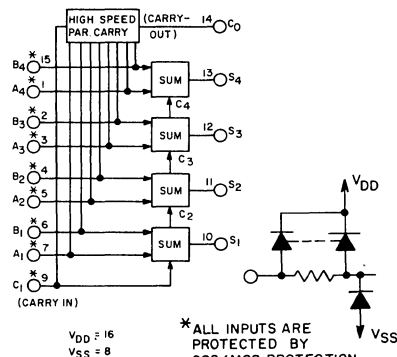 HIGH SPEED
PAR. CARRY
(CARRY-
OUT)
14
C0
* B4 15
* A4 1
SUM
13
S4
C4
* B3 2
* A3 3
SUM
12
S3
C3
* B2 4
* A2 5
SUM
11
S2
C2
* B1 6
* A1 7
SUM
10
S1
* C1 9
(CARRY IN)
VDD = 16
VSS = 8
VDD
VSS
* ALL INPUTS ARE
PROTECTED BY